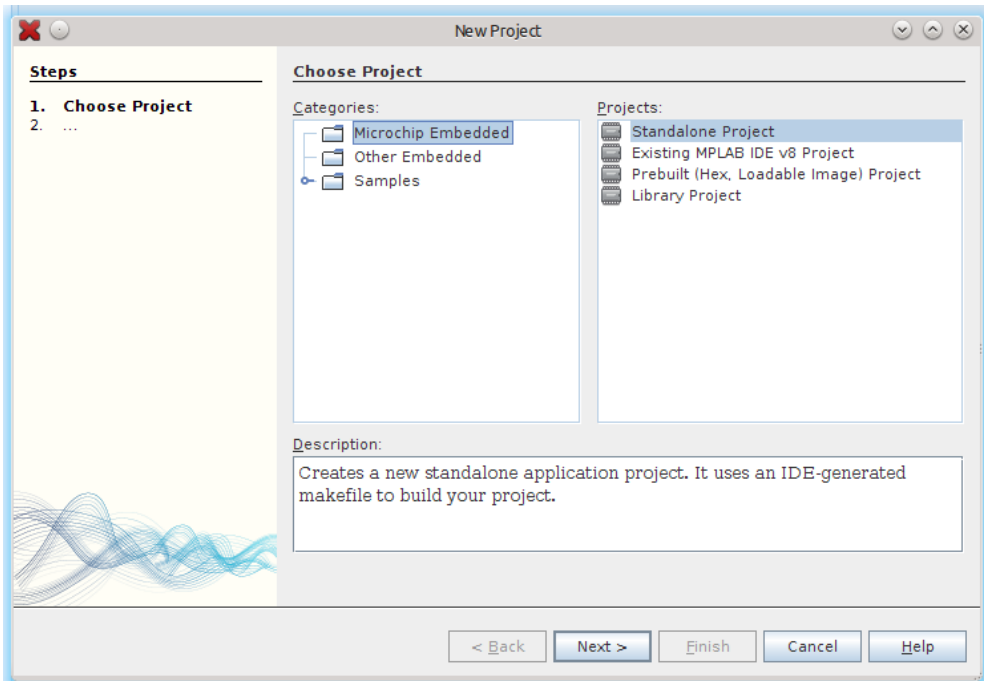 New Project
Steps
1. Choose Project
2. ...
Choose Project
Categories:
Microchip Embedded
Other Embedded
Samples
Projects:
Standalone Project
Existing MPLAB IDE v8 Project
Prebuilt (Hex, Loadable Image) Project
Library Project
Description:
Creates a new standalone application project. It uses an IDE-generated
makefile to build your project.
< Back
Next >
Finish
Cancel
Help